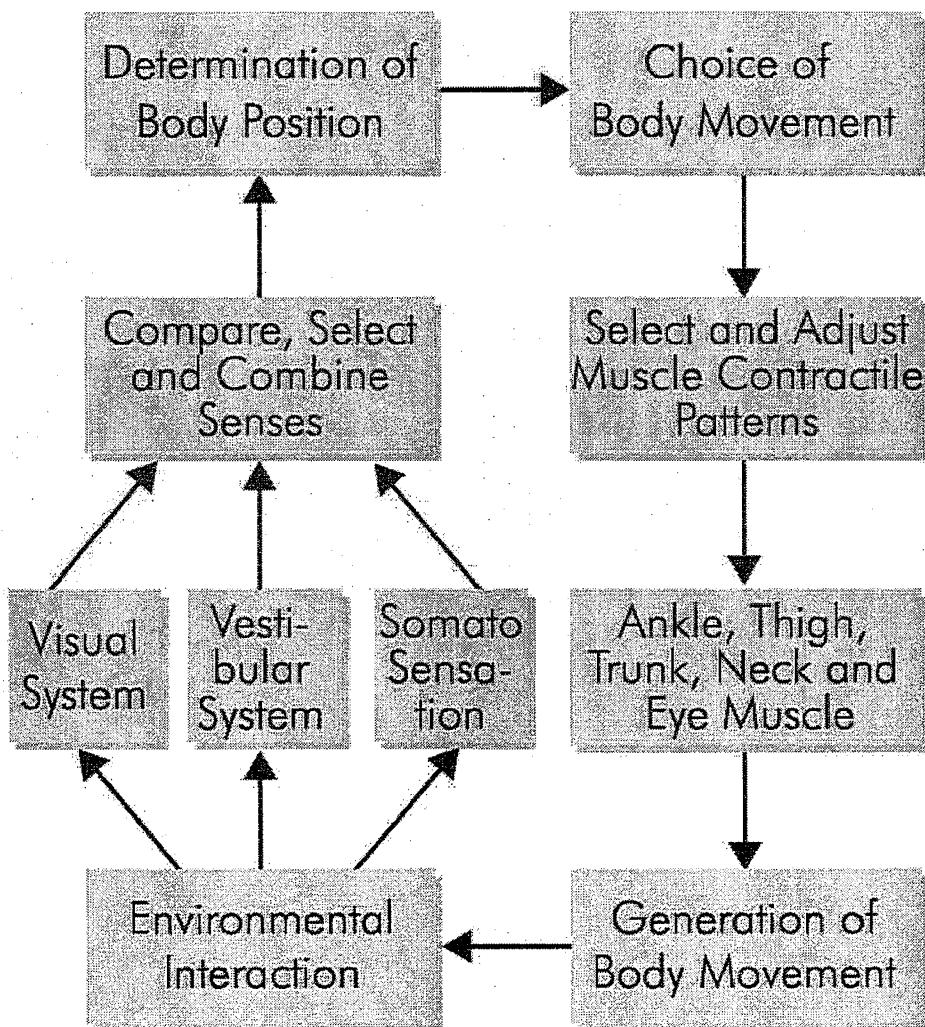 Determination of
Body Position
Choice of
Body Movement
Compare, Select
and Combine
Senses
Select and Adjust
Muscle Contractile
Patterns
Visual
System
Vesti-
bular
System
Somato
Sensa-
tion
Ankle, Thigh,
Trunk, Neck and
Eye Muscle
Environmental
Interaction
Generation of
Body Movement